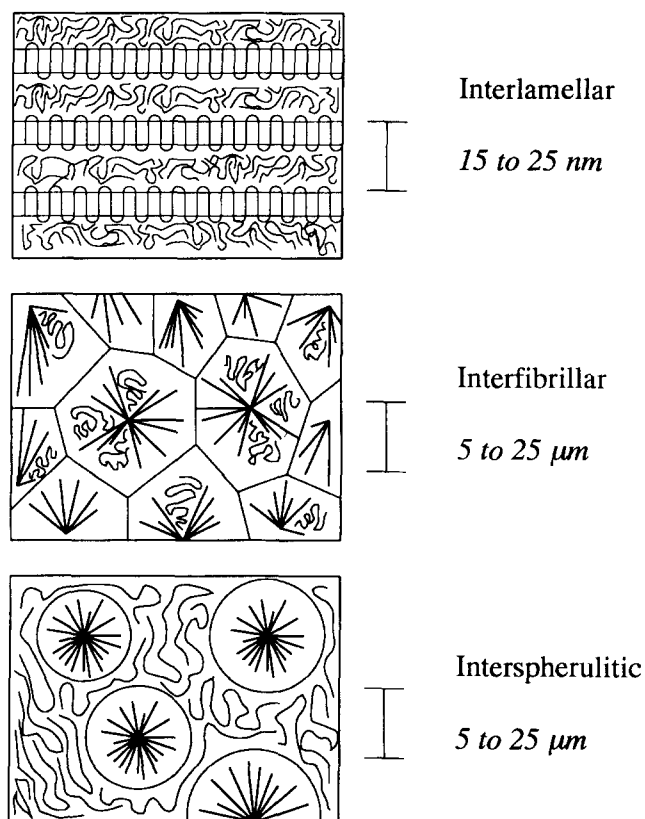 Interlamellar
15 to 25 nm
Interfibrillar
5 to 25 μm
Interspherulitic
5 to 25 μm